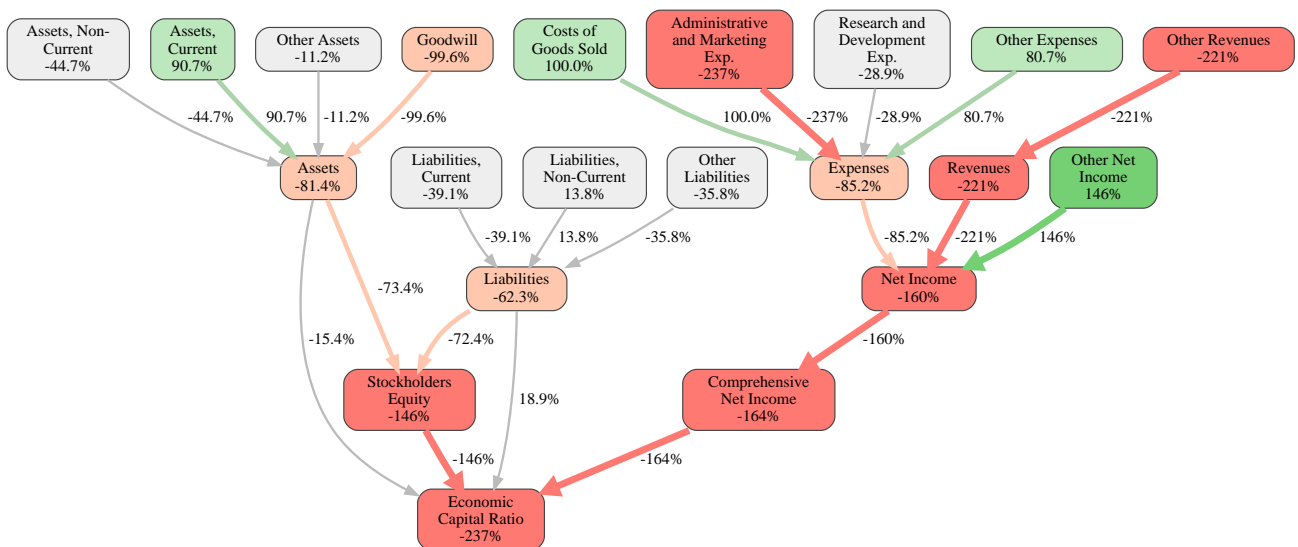 Assets, Non-
Current
-44.7%
Assets,
Current
90.7%
Other Assets
-11.2%
Goodwill
-99.6%
Costs of
Goods Sold
100.0%
Administrative
and Marketing
Exp.
-237%
Research and
Development
Exp.
-28.9%
Other Expenses
80.7%
Other Revenues
-221%
-44.7%
90.7%
-11.2%
-99.6%
100.0%
-237%
-28.9%
80.7%
-221%
Assets
-81.4%
Liabilities,
Current
-39.1%
Liabilities,
Non-Current
13.8%
Other
Liabilities
-35.8%
Expenses
-85.2%
Revenues
-221%
Other Net
Income
146%
-39.1%
13.8%
-35.8%
-85.2%
-221%
146%
Liabilities
-62.3%
Net Income
-160%
-73.4%
-15.4%
-72.4%
-160%
Stockholders
Equity
-146%
18.9%
Comprehensive
Net Income
-164%
-146%
-164%
Economic
Capital Ratio
-237%